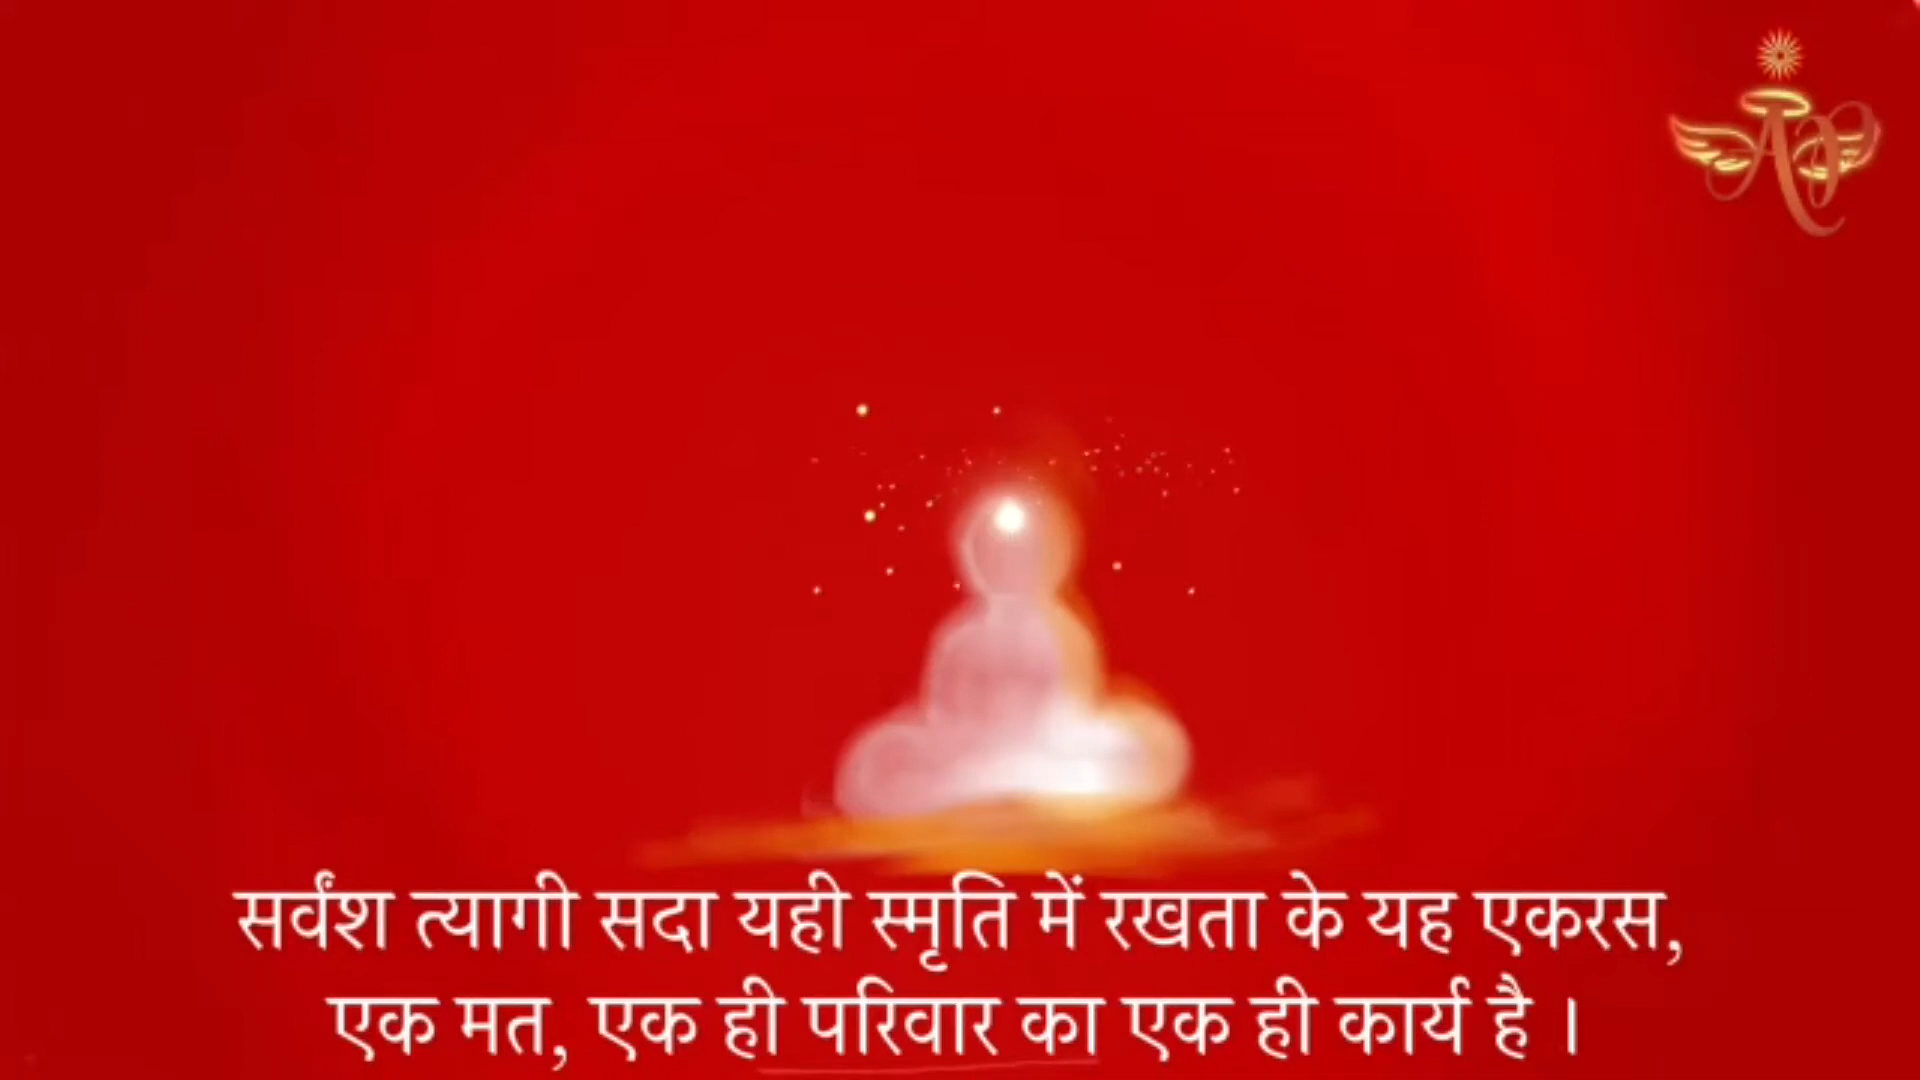 सर्वंश त्यागी सदा यही स्मृति में रखता के यह एकरस,
एक मत, एक ही परिवार का एक ही कार्य है ।